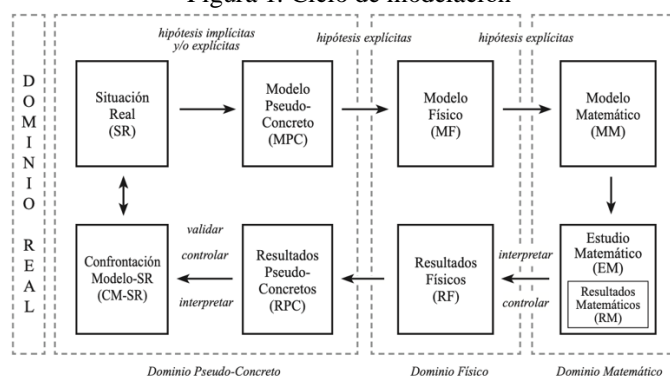 Figura 1. Ciclo de modelación
hipótesis implícitas
y/o explícitas
hipótesis explícitas
hipótesis explícitas
DOMINIO REAL
Situación
Real
(SR)
Modelo
Pseudo-
Concreto
(MPC)
Modelo
Físico
(MF)
Modelo
Matemático
(MM)
Confrontación
Modelo-SR
(CM-SR)
validar
controlar
interpretar
Resultados
Pseudo-
Concretos
(RPC)
Resultados
Físicos
(RF)
interpretar
controlar
Estudio
Matemático
(EM)
Resultados
Matemáticos
(RM)
Dominio Pseudo-Concreto
Dominio Físico
Dominio Matemático